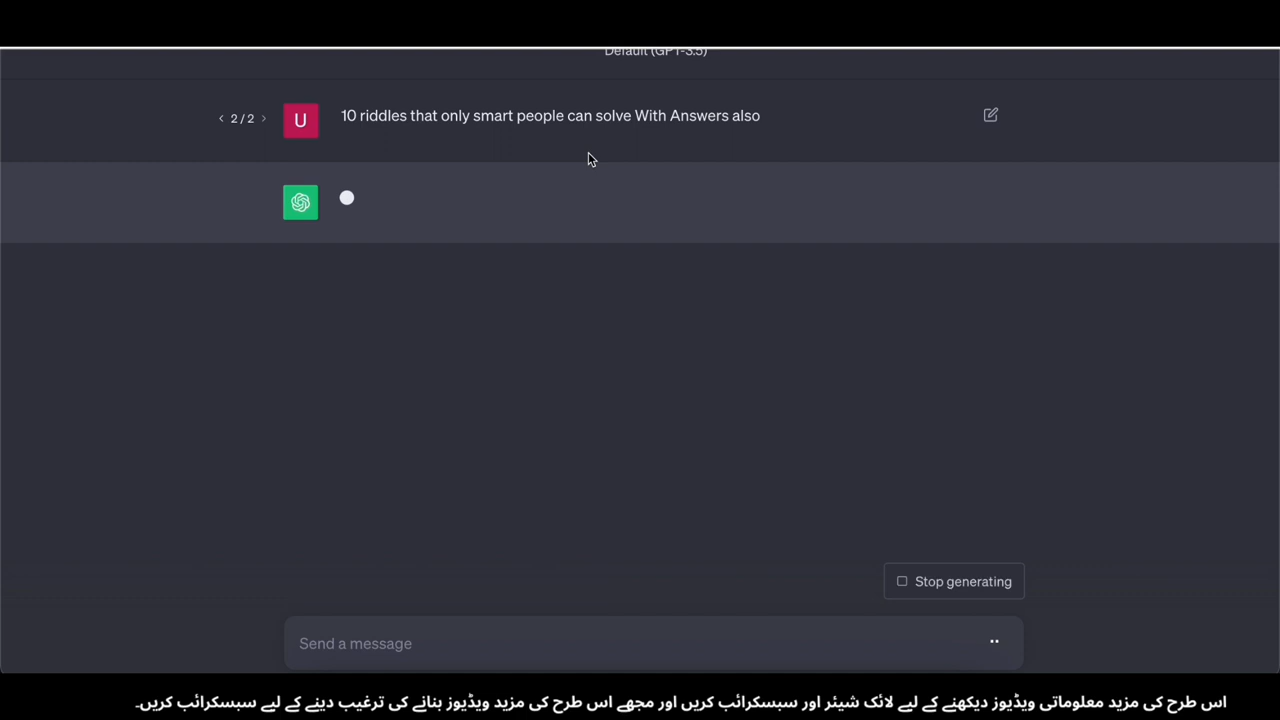 Default (GPT-3.5)
< 2 / 2 >
U
10 riddles that only smart people can solve With Answers also
Stop generating
Send a message
اس طرح کی مزید معلوماتی ویڈیوز دیکھنے کے لیے لائک شیئر اور سبسکرائب کریں اور مجھے اس طرح کی مزید ویڈیوز بنانے کی ترغیب دینے کے لیے سبسکرائب کریں۔